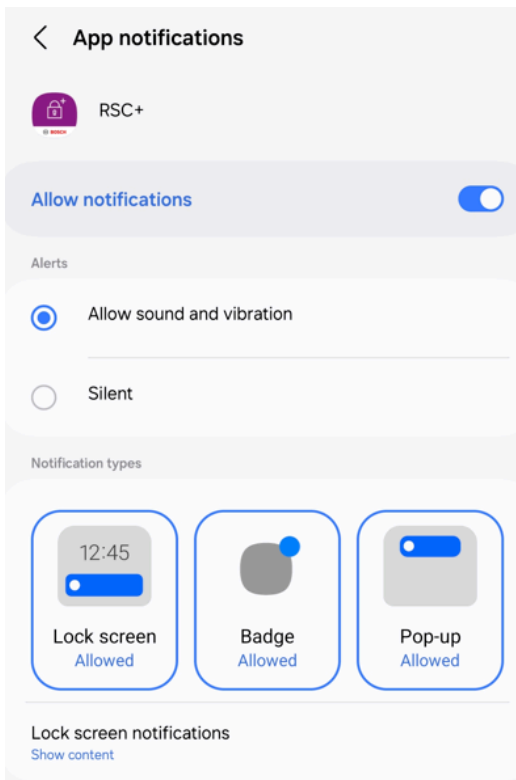 App notifications
RSC+
BOSCH
Allow notifications
Alerts
Allow sound and vibration
Silent
Notification types
12:45
Lock screen
Allowed
Badge
Allowed
Pop-up
Allowed
Lock screen notifications
Show content